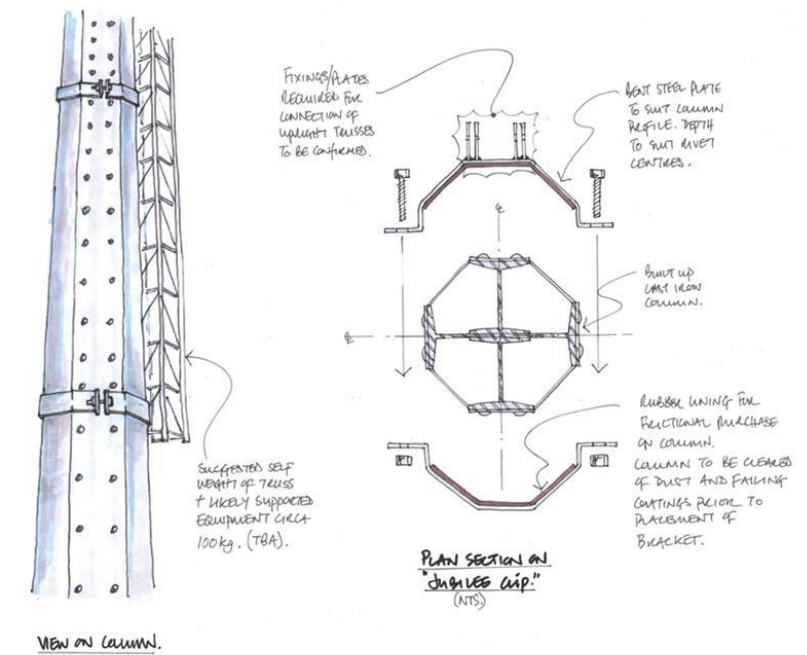 FIXINGS/PLATES
REQUIRED FOR
CONNECTION OF
UPRIGHT TRUSSES
TO BE CONFIRMED.
BENT STEEL PLATE
TO SUIT COLUMN
PROFILE. DEPTH
TO SUIT RIVET
CENTRES.
BUILT UP
CAST IRON
COLUMN.
RUBBER LINING FOR
FRICTIONAL PURCHASE
ON COLUMN.
COLUMN TO BE CLEARED
OF DUST AND FAILING
COATINGS PRIOR TO
PLACEMENT OF
BRACKET.
SUGGESTED SELF
WEIGHT OF TRUSS
+ LIKELY SUPPORTED
EQUIPMENT CIRCA
100kg. (TBA).
PLAN SECTION ON
"JUBILEE CLIP."
(NTS)
VIEW ON COLUMN.
℄
℄